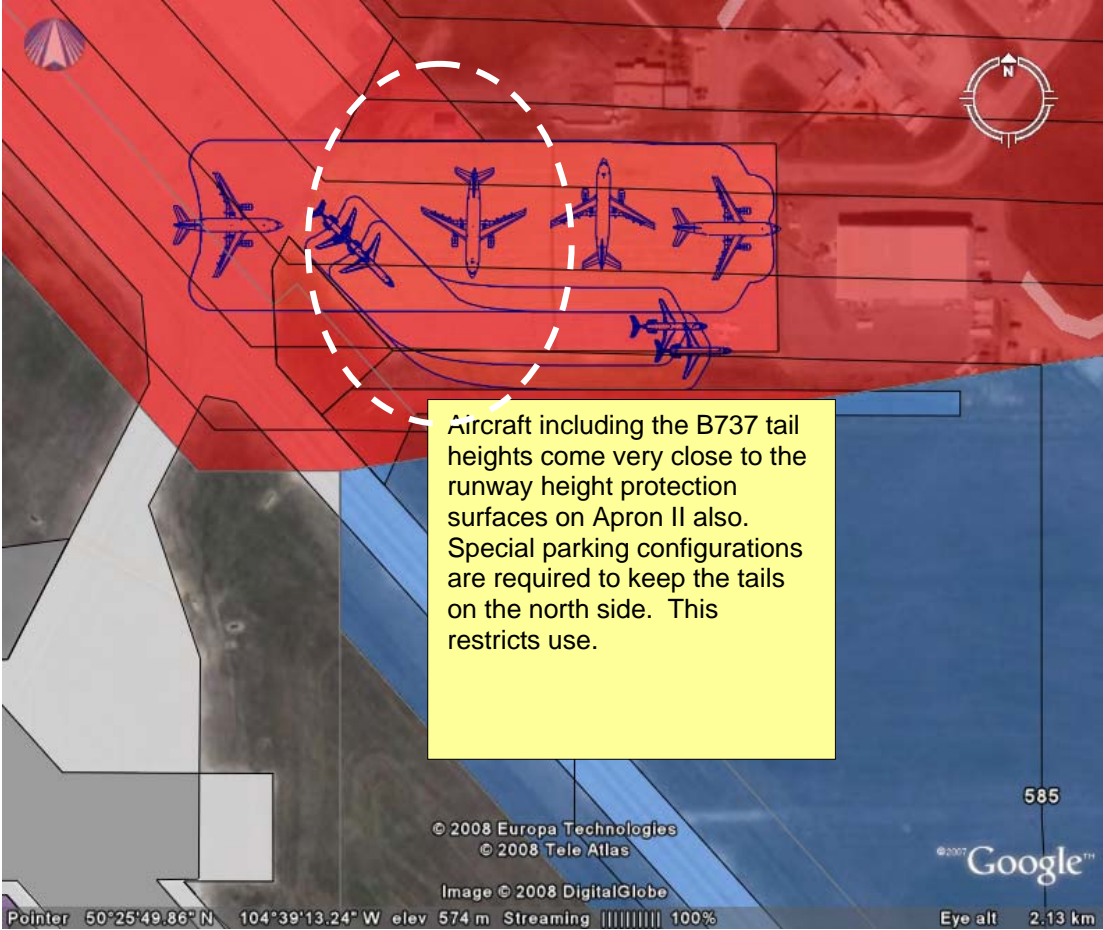 N
Aircraft including the B737 tail
heights come very close to the
runway height protection
surfaces on Apron II also.
Special parking configurations
are required to keep the tails
on the north side.  This
restricts use.
585
© 2008 Europa Technologies
© 2008 Tele Atlas
©2007 Google™
Image © 2008 DigitalGlobe
Pointer 50°25'49.86" N 104°39'13.24" W elev 574 m Streaming |||||||||| 100% Eye alt 2.13 km